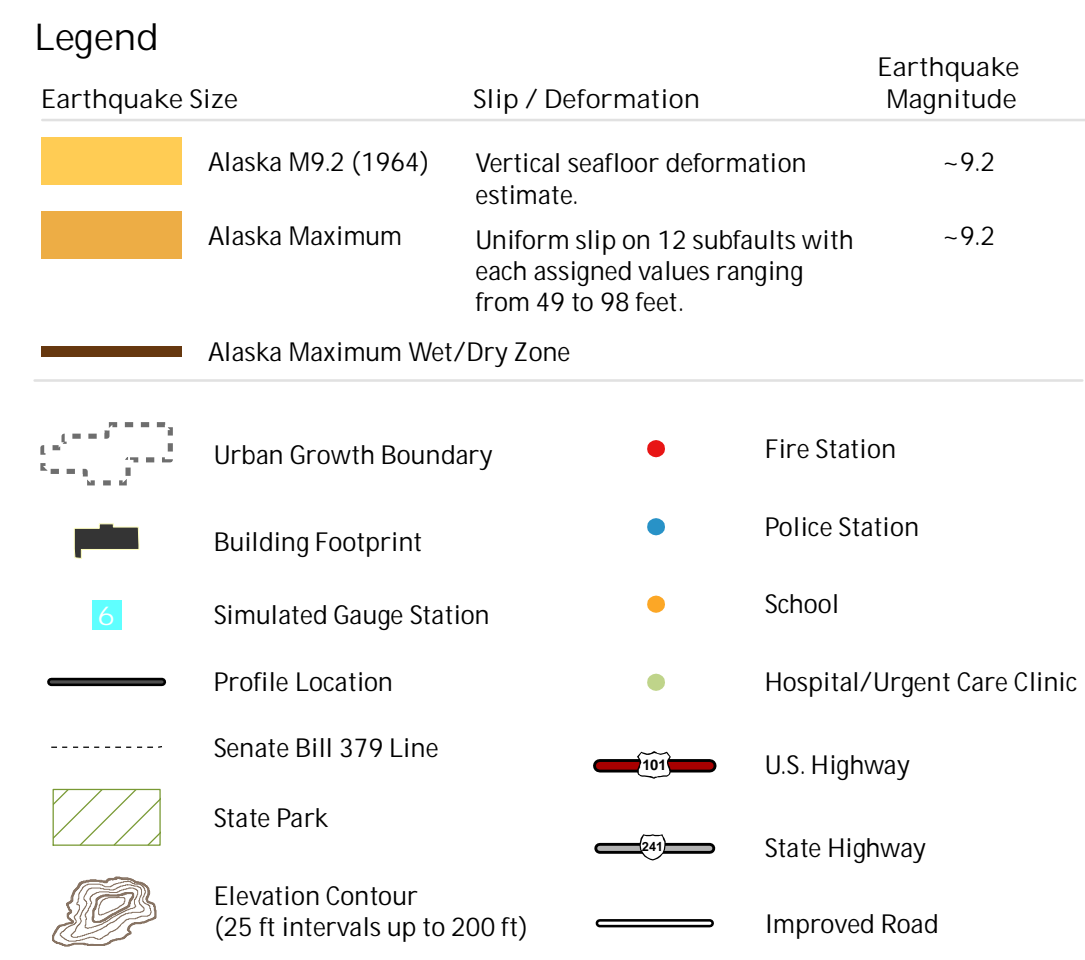 Legend
Earthquake Size
Slip / Deformation
Earthquake
Magnitude
Alaska M9.2 (1964)
Vertical seafloor deformation
estimate.
~9.2
Alaska Maximum
Uniform slip on 12 subfaults with
each assigned values ranging
from 49 to 98 feet.
~9.2
Alaska Maximum Wet/Dry Zone
Urban Growth Boundary
Building Footprint
6
Simulated Gauge Station
Profile Location
Senate Bill 379 Line
State Park
Elevation Contour
(25 ft intervals up to 200 ft)
Fire Station
Police Station
School
Hospital/Urgent Care Clinic
101
U.S. Highway
241
State Highway
Improved Road